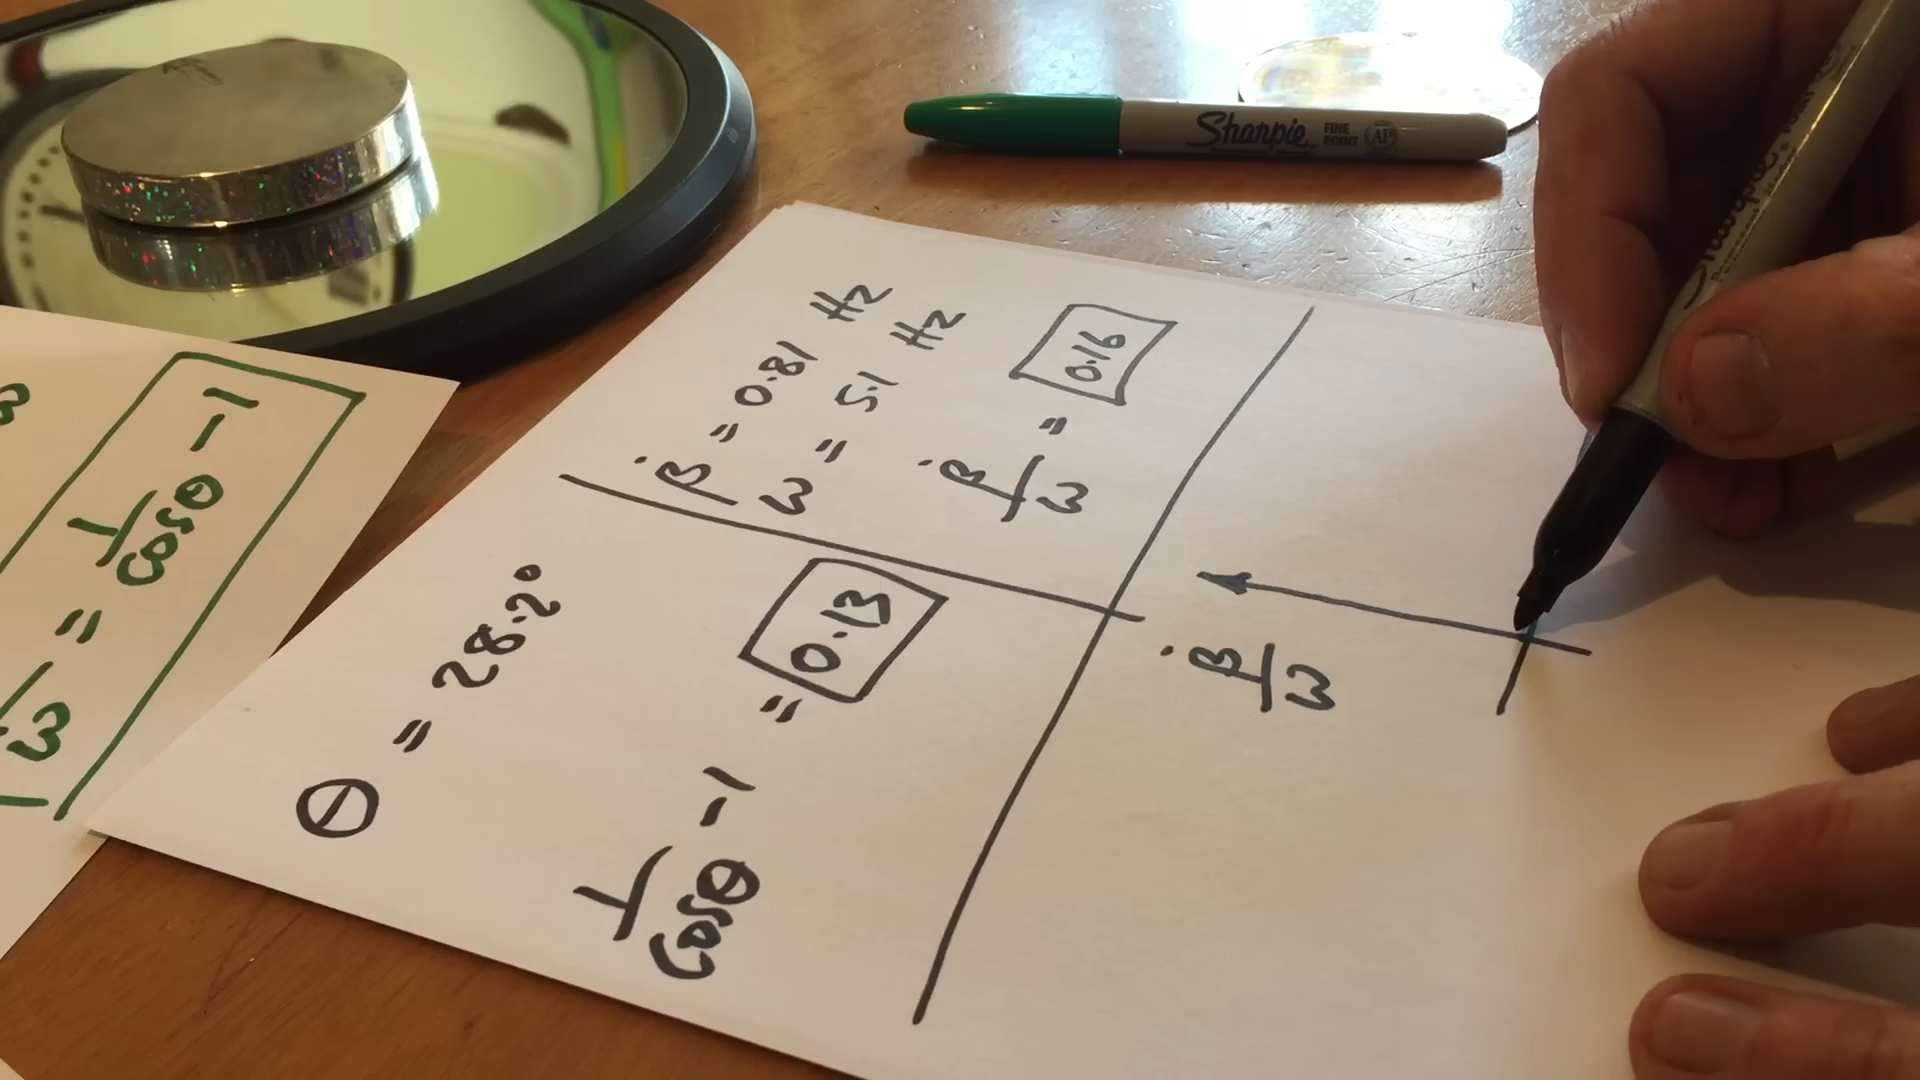 θ = 28.2°
1/cosθ - 1 = 0.13
β̇ = 0.81 Hz
ω = 5.1 Hz
β̇/ω = 0.16
β̇/ω
/ω = 1/cosθ - 1
ω
Sharpie. FINE POINT AP
Sharpie